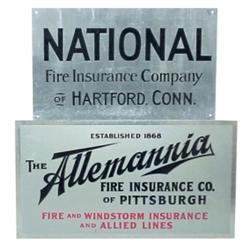 NATIONAL
Fire Insurance Company
OF HARTFORD, CONN.
ESTABLISHED 1868
THE Allemannia
FIRE INSURANCE CO.
OF PITTSBURGH
FIRE AND WINDSTORM INSURANCE
AND ALLIED LINES